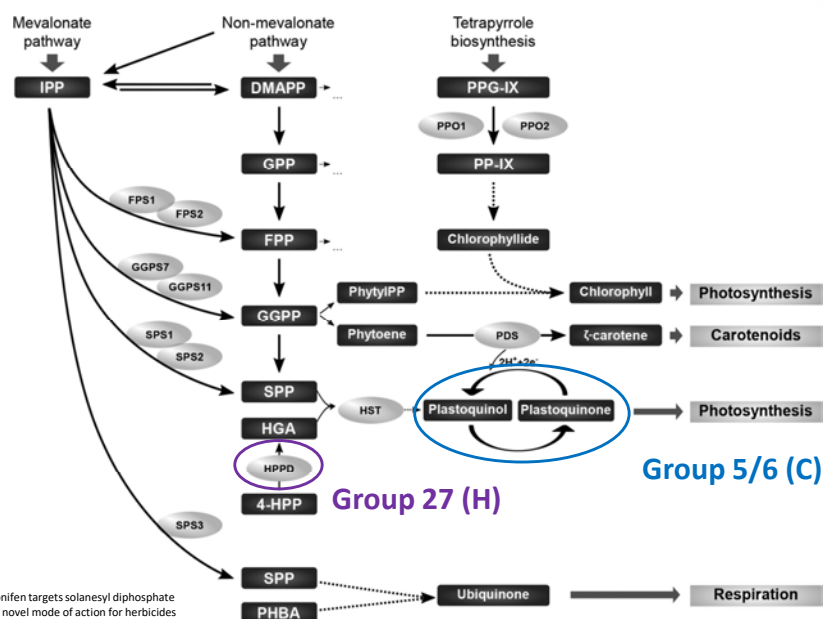 Mevalonate
pathway
Non-mevalonate
pathway
Tetrapyrrole
biosynthesis
IPP
DMAPP
...
PPG-IX
PPO1
PPO2
GPP
...
PP-IX
FPS1
FPS2
FPP
...
Chlorophyllide
GGPS7
GGPS11
PhytylPP
Chlorophyll
Photosynthesis
GGPP
Phytoene
PDS
ζ-carotene
Carotenoids
SPS1
SPS2
2H⁺+2e⁻
SPP
HST
Plastoquinol
Plastoquinone
Photosynthesis
HGA
HPPD
Group 5/6 (C)
4-HPP
Group 27 (H)
SPS3
SPP
Ubiquinone
Respiration
PHBA
onifen targets solanesyl diphosphate
novel mode of action for herbicides